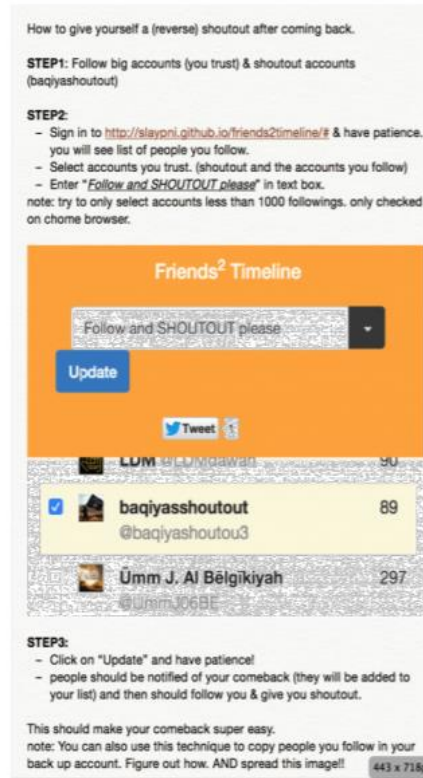 How to give yourself a (reverse) shoutout after coming back.
STEP1: Follow big accounts (you trust) & shoutout accounts
(baqiyashoutout)
STEP2:
- Sign in to http://slaypni.github.io/friends2timeline/# & have patience.
you will see list of people you follow.
- Select accounts you trust. (shoutout and the accounts you follow)
- Enter "Follow and SHOUTOUT please" in text box.
note: try to only select accounts less than 1000 followings. only checked
on chome browser.
Friends² Timeline
Follow and SHOUTOUT please
Update
Tweet 1
LDM @LDMdawah 90
baqiyasshoutout 89
@baqiyashoutou3
Ümm J. Al Bëlgïkiyah 297
@UmmJ06BE
STEP3:
- Click on "Update" and have patience!
- people should be notified of your comeback (they will be added to
your list) and then should follow you & give you shoutout.
This should make your comeback super easy.
note: You can also use this technique to copy people you follow in your
back up account. Figure out how. AND spread this image!!
443 x 718